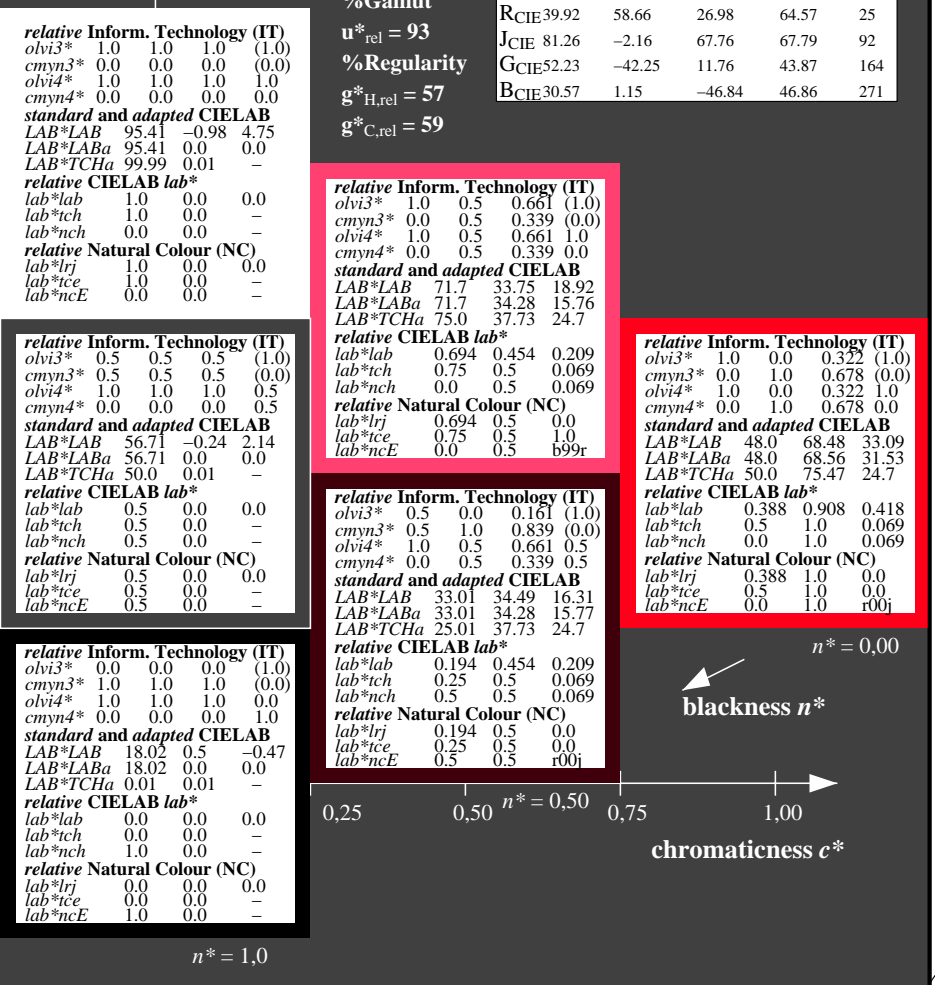 %Gamut
u*rel = 93
%Regularity
g*H,rel = 57
g*C,rel = 59
RCIE 39.92 58.66 26.98 64.57 25
JCIE 81.26 −2.16 67.76 67.79 92
GCIE 52.23 −42.25 11.76 43.87 164
BCIE 30.57 1.15 −46.84 46.86 271
relative Inform. Technology (IT)
olvi3* 1.0 1.0 1.0 (1.0)
cmyn3* 0.0 0.0 0.0 (0.0)
olvi4* 1.0 1.0 1.0 1.0
cmyn4* 0.0 0.0 0.0 0.0
standard and adapted CIELAB
LAB*LAB 95.41 −0.98 4.75
LAB*LABa 95.41 0.0 0.0
LAB*TCHa 99.99 0.01 –
relative CIELAB lab*
lab*lab 1.0 0.0 0.0
lab*tch 1.0 0.0 –
lab*nch 0.0 0.0 –
relative Natural Colour (NC)
lab*lrj 1.0 0.0 0.0
lab*tce 1.0 0.0 –
lab*ncE 0.0 0.0 –
relative Inform. Technology (IT)
olvi3* 1.0 0.5 0.661 (1.0)
cmyn3* 0.0 0.5 0.339 (0.0)
olvi4* 1.0 0.5 0.661 1.0
cmyn4* 0.0 0.5 0.339 0.0
standard and adapted CIELAB
LAB*LAB 71.7 33.75 18.92
LAB*LABa 71.7 34.28 15.76
LAB*TCHa 75.0 37.73 24.7
relative CIELAB lab*
lab*lab 0.694 0.454 0.209
lab*tch 0.75 0.5 0.069
lab*nch 0.0 0.5 0.069
relative Natural Colour (NC)
lab*lrj 0.694 0.5 0.0
lab*tce 0.75 0.5 1.0
lab*ncE 0.0 0.5 b99r
relative Inform. Technology (IT)
olvi3* 0.5 0.5 0.5 (1.0)
cmyn3* 0.5 0.5 0.5 (0.0)
olvi4* 1.0 1.0 1.0 0.5
cmyn4* 0.0 0.0 0.0 0.5
standard and adapted CIELAB
LAB*LAB 56.71 −0.24 2.14
LAB*LABa 56.71 0.0 0.0
LAB*TCHa 50.0 0.01 –
relative CIELAB lab*
lab*lab 0.5 0.0 0.0
lab*tch 0.5 0.0 –
lab*nch 0.5 0.0 –
relative Natural Colour (NC)
lab*lrj 0.5 0.0 0.0
lab*tce 0.5 0.0 –
lab*ncE 0.5 0.0 –
relative Inform. Technology (IT)
olvi3* 1.0 0.0 0.322 (1.0)
cmyn3* 0.0 1.0 0.678 (0.0)
olvi4* 1.0 0.0 0.322 1.0
cmyn4* 0.0 1.0 0.678 0.0
standard and adapted CIELAB
LAB*LAB 48.0 68.48 33.09
LAB*LABa 48.0 68.56 31.53
LAB*TCHa 50.0 75.47 24.7
relative CIELAB lab*
lab*lab 0.388 0.908 0.418
lab*tch 0.5 1.0 0.069
lab*nch 0.0 1.0 0.069
relative Natural Colour (NC)
lab*lrj 0.388 1.0 0.0
lab*tce 0.5 1.0 0.0
lab*ncE 0.0 1.0 r00j
relative Inform. Technology (IT)
olvi3* 0.5 0.0 0.161 (1.0)
cmyn3* 0.5 1.0 0.839 (0.0)
olvi4* 1.0 0.5 0.661 0.5
cmyn4* 0.0 0.5 0.339 0.5
standard and adapted CIELAB
LAB*LAB 33.01 34.49 16.31
LAB*LABa 33.01 34.28 15.77
LAB*TCHa 25.01 37.73 24.7
relative CIELAB lab*
lab*lab 0.194 0.454 0.209
lab*tch 0.25 0.5 0.069
lab*nch 0.5 0.5 0.069
relative Natural Colour (NC)
lab*lrj 0.194 0.5 0.0
lab*tce 0.25 0.5 0.0
lab*ncE 0.5 0.5 r00j
relative Inform. Technology (IT)
olvi3* 0.0 0.0 0.0 (1.0)
cmyn3* 1.0 1.0 1.0 (0.0)
olvi4* 1.0 1.0 1.0 0.0
cmyn4* 0.0 0.0 0.0 1.0
standard and adapted CIELAB
LAB*LAB 18.02 0.5 −0.47
LAB*LABa 18.02 0.0 0.0
LAB*TCHa 0.01 0.01 –
relative CIELAB lab*
lab*lab 0.0 0.0 0.0
lab*tch 0.0 0.0 –
lab*nch 1.0 0.0 –
relative Natural Colour (NC)
lab*lrj 0.0 0.0 0.0
lab*tce 0.0 0.0 –
lab*ncE 1.0 0.0 –
n* = 0,00
blackness n*
0,25 0,50 n* = 0,50 0,75 1,00
chromaticness c*
n* = 1,0